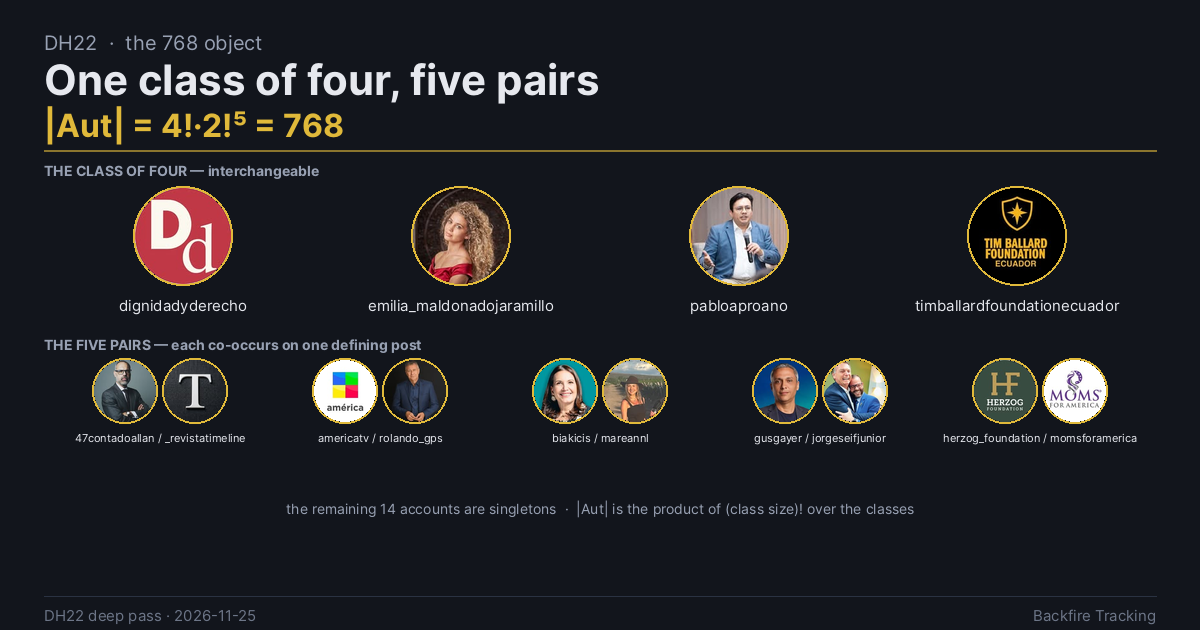 DH22 · the 768 object
One class of four, five pairs
|Aut| = 4!·2!⁵ = 768
THE CLASS OF FOUR — interchangeable
Dd
TIM BALLARD
FOUNDATION
ECUADOR
dignidadyderecho
emilia_maldonadojaramillo
pabloaproano
timballardfoundationecuador
THE FIVE PAIRS — each co-occurs on one defining post
T
américa
HF
HERZOG
FOUNDATION
MOMS
FOR AMERICA
47contadoallan / _revistatimeline
americatv / rolando_gps
biakicis / mareannl
gusgayer / jorgeseifjunior
herzog_foundation / momsforamerica
the remaining 14 accounts are singletons · |Aut| is the product of (class size)! over the classes
DH22 deep pass · 2026-11-25
Backfire Tracking